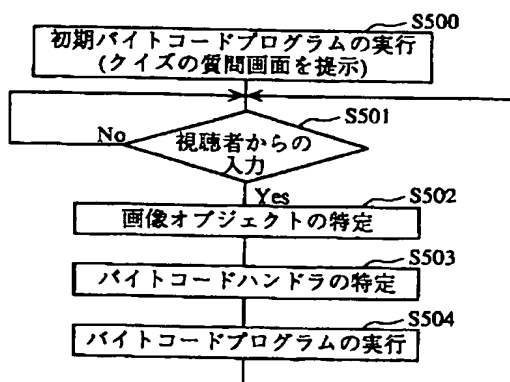 S500
初期バイトコードプログラムの実行
(クイズの質問画面を提示)
S501
No
視聴者からの
入力
Yes
S502
画像オブジェクトの特定
S503
バイトコードハンドラの特定
S504
バイトコードプログラムの実行